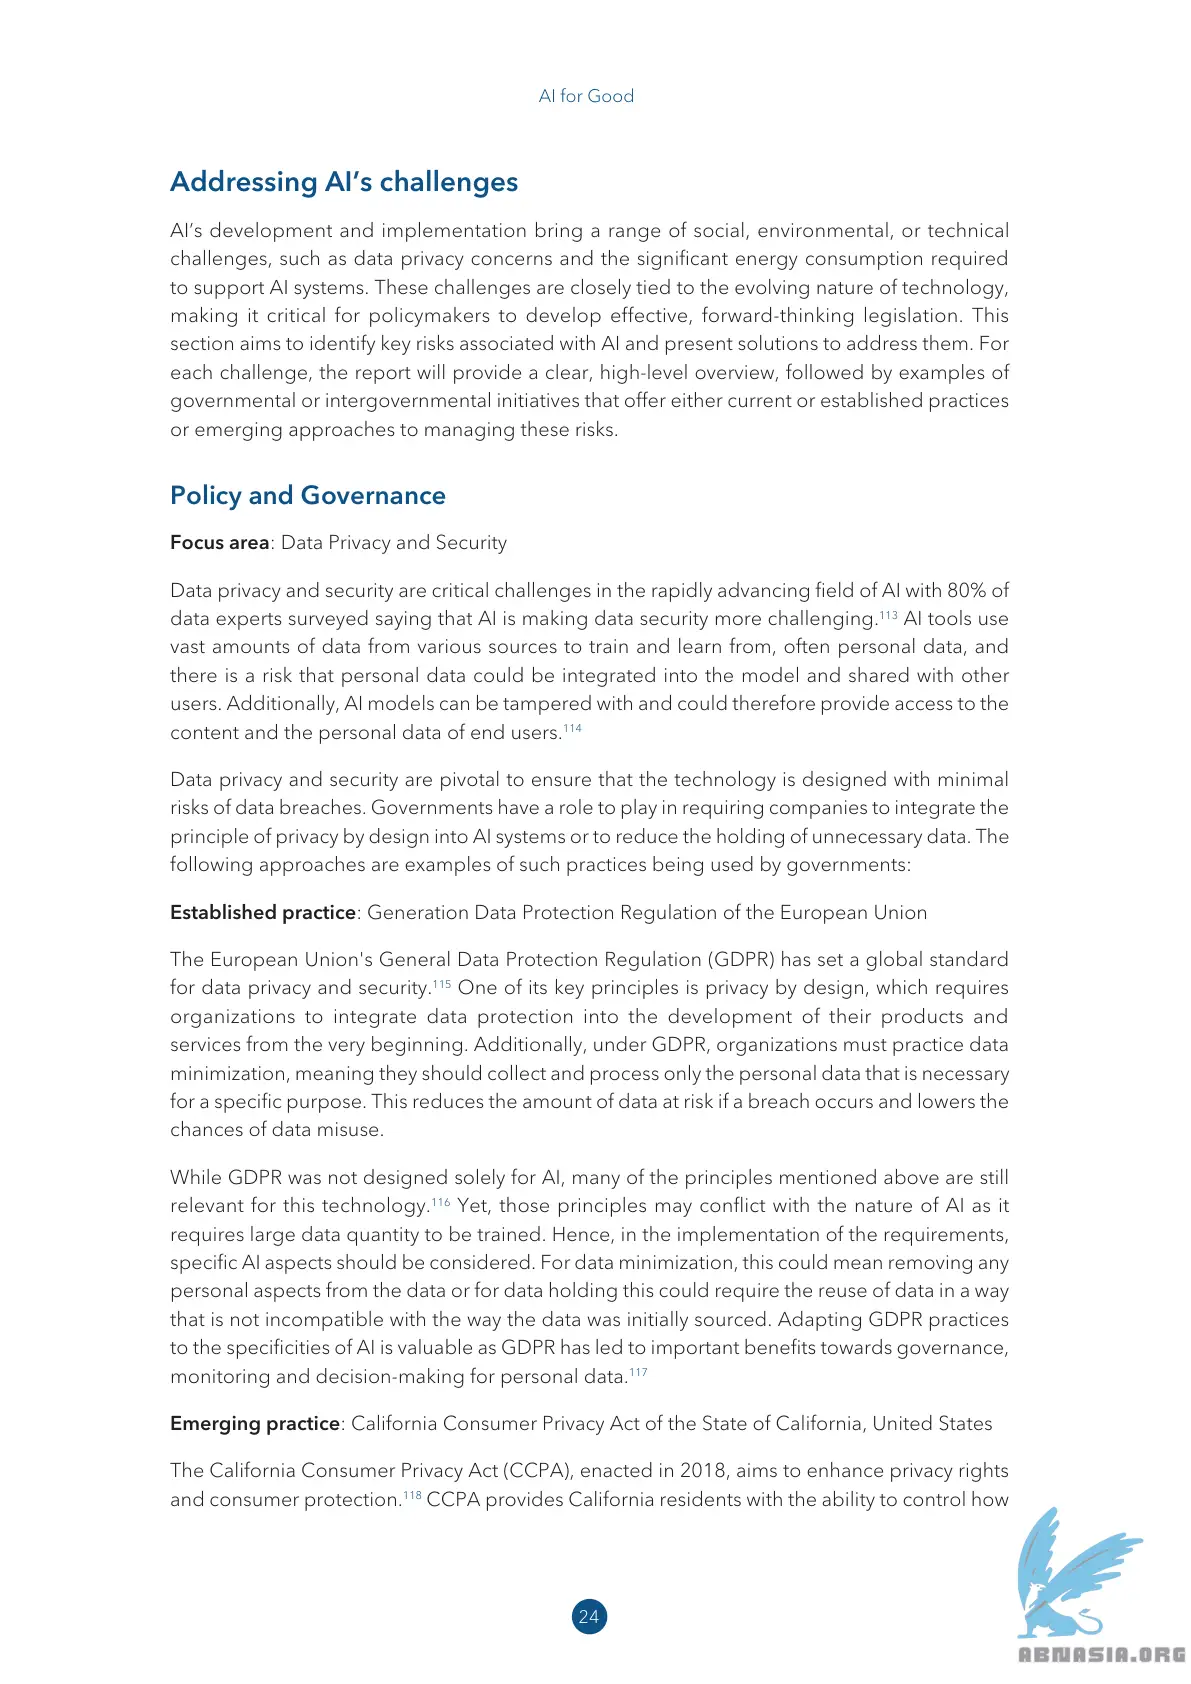 AI for Good
Addressing AI’s challenges
AI’s development and implementation bring a range of social, environmental, or technical
challenges, such as data privacy concerns and the significant energy consumption required
to support AI systems. These challenges are closely tied to the evolving nature of technology,
making it critical for policymakers to develop effective, forward-thinking legislation. This
section aims to identify key risks associated with AI and present solutions to address them. For
each challenge, the report will provide a clear, high-level overview, followed by examples of
governmental or intergovernmental initiatives that offer either current or established practices
or emerging approaches to managing these risks.
Policy and Governance
Focus area: Data Privacy and Security
Data privacy and security are critical challenges in the rapidly advancing field of AI with 80% of
data experts surveyed saying that AI is making data security more challenging.113 AI tools use
vast amounts of data from various sources to train and learn from, often personal data, and
there is a risk that personal data could be integrated into the model and shared with other
users. Additionally, AI models can be tampered with and could therefore provide access to the
content and the personal data of end users.114
Data privacy and security are pivotal to ensure that the technology is designed with minimal
risks of data breaches. Governments have a role to play in requiring companies to integrate the
principle of privacy by design into AI systems or to reduce the holding of unnecessary data. The
following approaches are examples of such practices being used by governments:
Established practice: Generation Data Protection Regulation of the European Union
The European Union's General Data Protection Regulation (GDPR) has set a global standard
for data privacy and security.115 One of its key principles is privacy by design, which requires
organizations to integrate data protection into the development of their products and
services from the very beginning. Additionally, under GDPR, organizations must practice data
minimization, meaning they should collect and process only the personal data that is necessary
for a specific purpose. This reduces the amount of data at risk if a breach occurs and lowers the
chances of data misuse.
While GDPR was not designed solely for AI, many of the principles mentioned above are still
relevant for this technology.116 Yet, those principles may conflict with the nature of AI as it
requires large data quantity to be trained. Hence, in the implementation of the requirements,
specific AI aspects should be considered. For data minimization, this could mean removing any
personal aspects from the data or for data holding this could require the reuse of data in a way
that is not incompatible with the way the data was initially sourced. Adapting GDPR practices
to the specificities of AI is valuable as GDPR has led to important benefits towards governance,
monitoring and decision-making for personal data.117
Emerging practice: California Consumer Privacy Act of the State of California, United States
The California Consumer Privacy Act (CCPA), enacted in 2018, aims to enhance privacy rights
and consumer protection.118 CCPA provides California residents with the ability to control how
24
ABNASIA.ORG